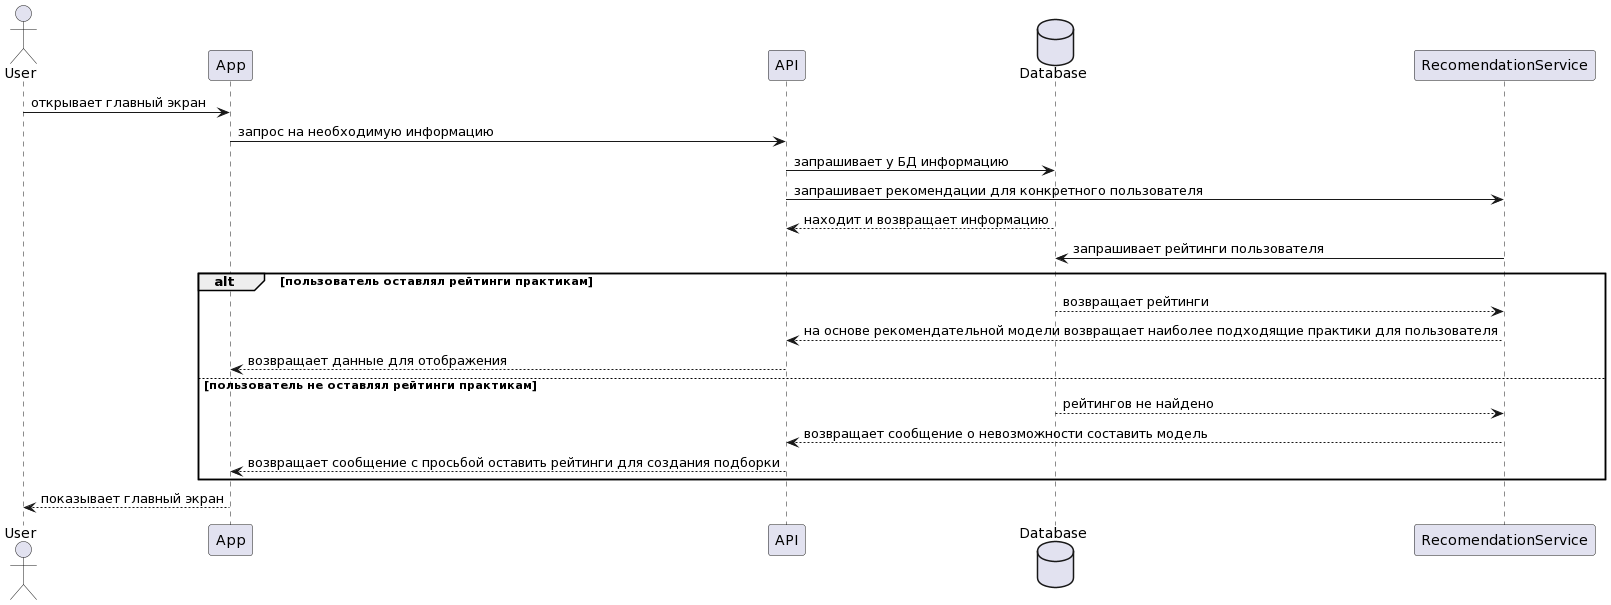 User
App
API
Database
RecomendationService
открывает главный экран
запрос на необходимую информацию
запрашивает у БД информацию
запрашивает рекомендации для конкретного пользователя
находит и возвращает информацию
запрашивает рейтинги пользователя
alt [пользователь оставлял рейтинги практикам]
возвращает рейтинги
на основе рекомендательной модели возвращает наиболее подходящие практики для пользователя
возвращает данные для отображения
[пользователь не оставлял рейтинги практикам]
рейтингов не найдено
возвращает сообщение о невозможности составить модель
возвращает сообщение с просьбой оставить рейтинги для создания подборки
показывает главный экран
User
App
API
Database
RecomendationService